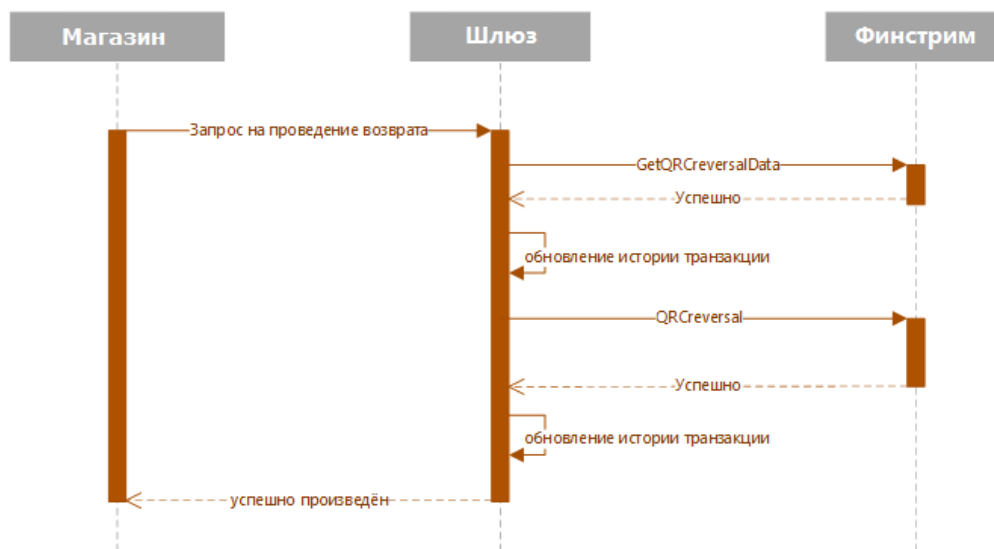 Магазин
Шлюз
Финстрим
Запрос на проведение возврата
GetQRCreversalData
Успешно
обновление истории транзакции
QRCreversal
Успешно
обновление истории транзакции
успешно произведён